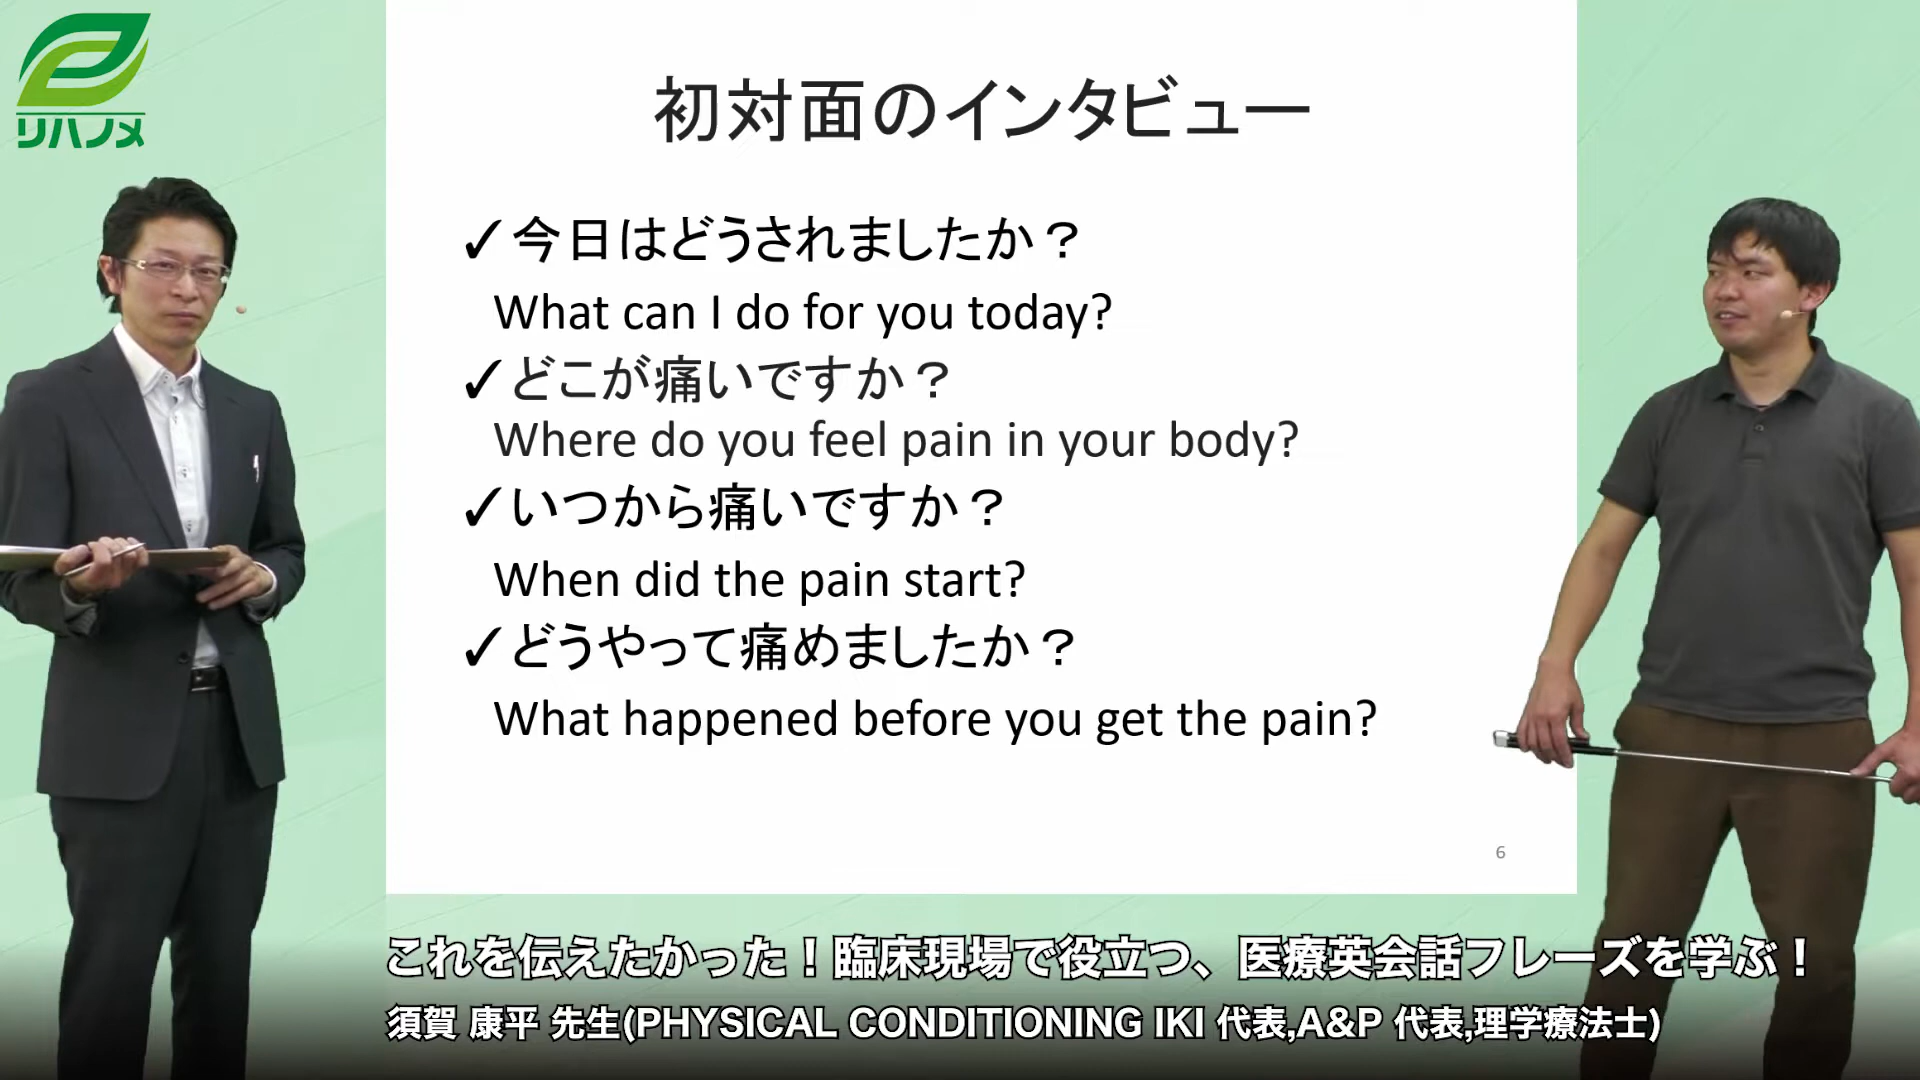 リハノメ
初対面のインタビュー
✓今日はどうされましたか？
What can I do for you today?
✓どこが痛いですか？
Where do you feel pain in your body?
✓いつから痛いですか？
When did the pain start?
✓どうやって痛めましたか？
What happened before you get the pain?
6
これを伝えたかった！臨床現場で役立つ、医療英会話フレーズを学ぶ！
須賀 康平 先生(PHYSICAL CONDITIONING IKI 代表,A&P 代表,理学療法士)